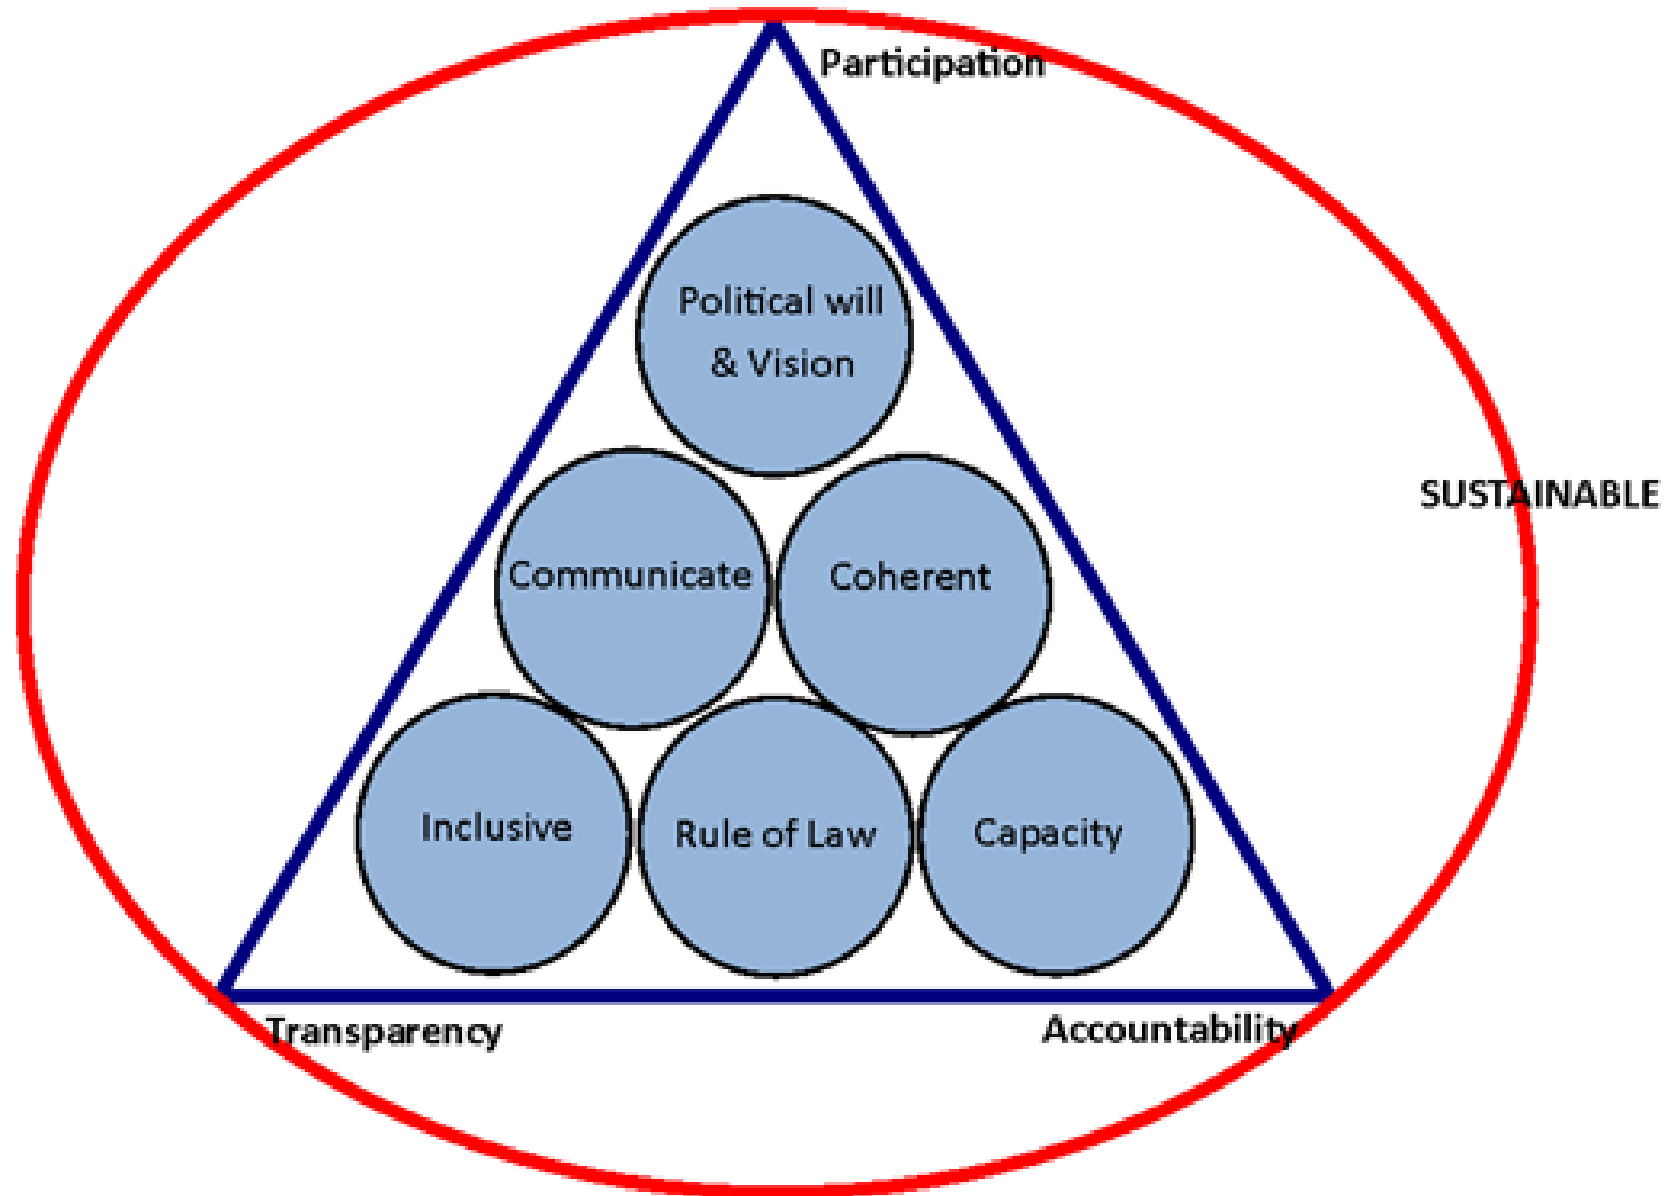 Participation
Political will
& Vision
SUSTAINABLE
Communicate
Coherent
Inclusive
Rule of Law
Capacity
Transparency
Accountability